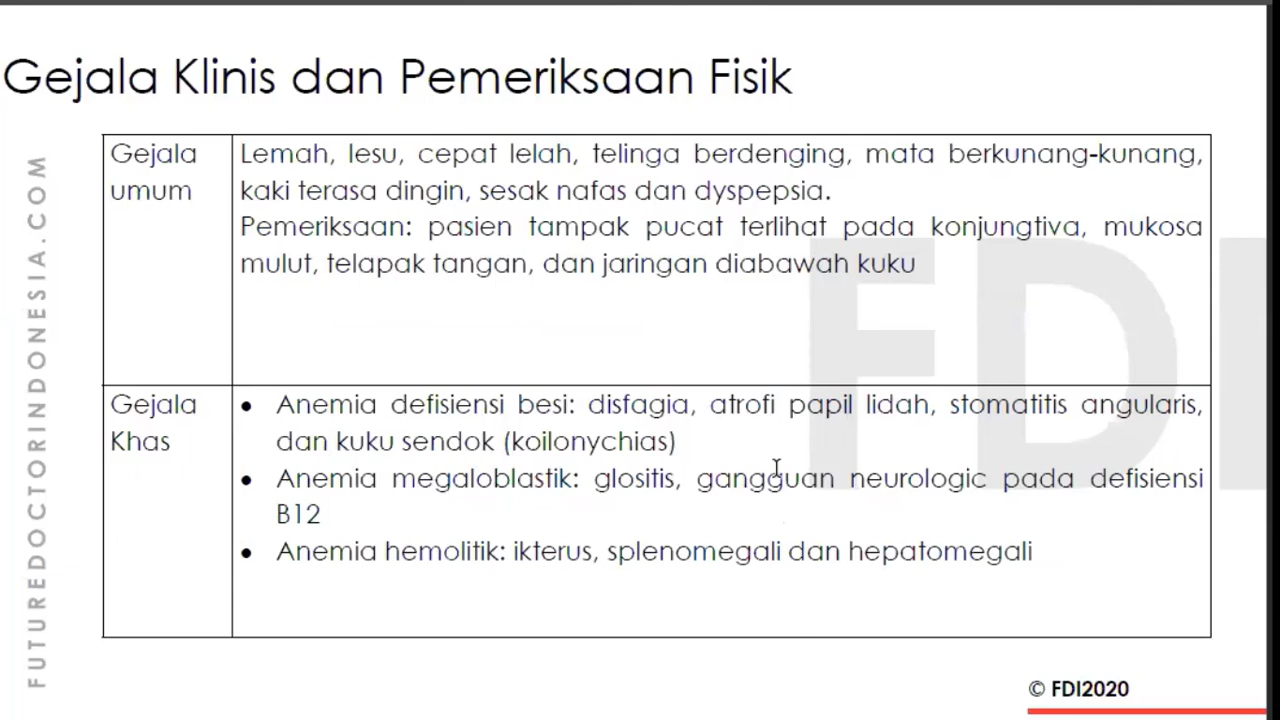 Gejala Klinis dan Pemeriksaan Fisik
Gejala umum
Lemah, lesu, cepat lelah, telinga berdenging, mata berkunang-kunang,
kaki terasa dingin, sesak nafas dan dyspepsia.
Pemeriksaan: pasien tampak pucat terlihat pada konjungtiva, mukosa
mulut, telapak tangan, dan jaringan diabawah kuku
Gejala Khas
• Anemia defisiensi besi: disfagia, atrofi papil lidah, stomatitis angularis,
dan kuku sendok (koilonychias)
• Anemia megaloblastik: glositis, gangguan neurologic pada defisiensi
B12
• Anemia hemolitik: ikterus, splenomegali dan hepatomegali
FUTUREDOCTORINDONESIA.COM
FDI
© FDI2020